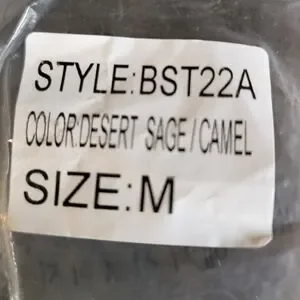 STYLE:BST22A
COLOR:DESERT SAGE / CAMEL
SIZE:M